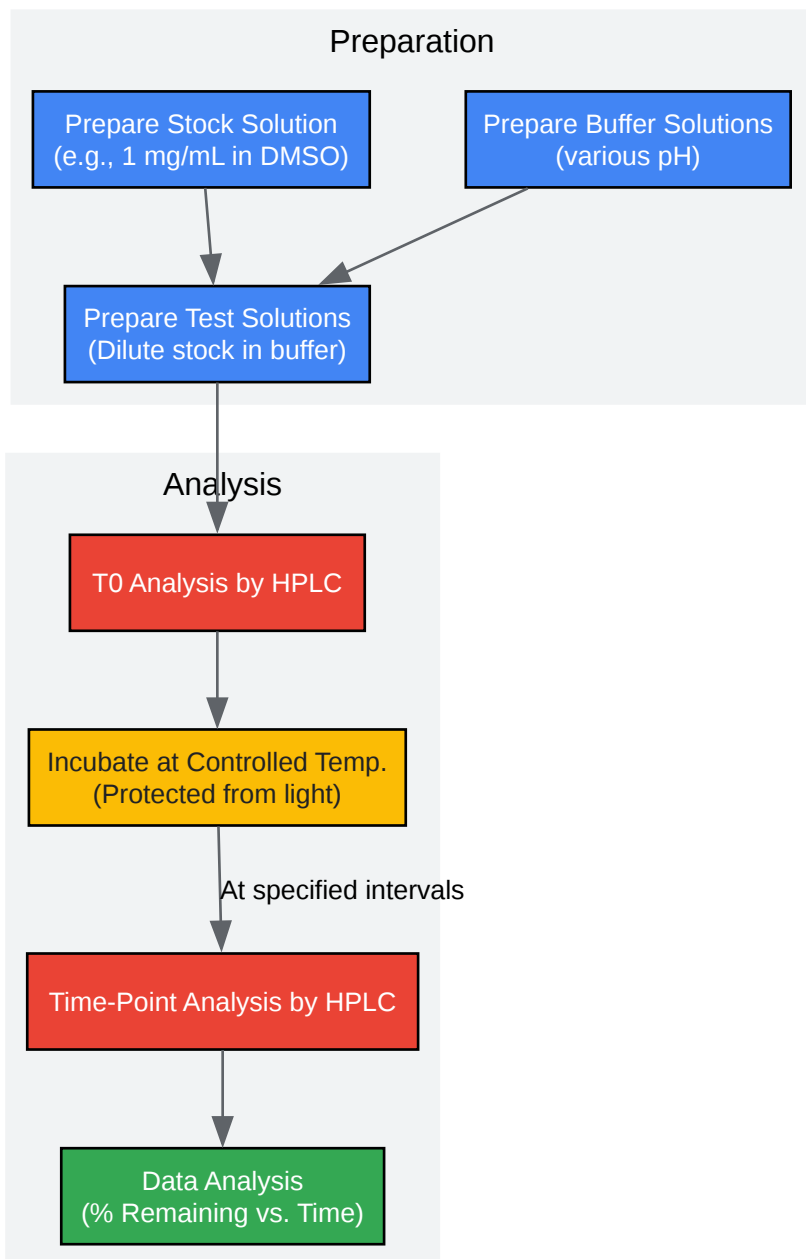 Preparation
Prepare Stock Solution
(e.g., 1 mg/mL in DMSO)
Prepare Buffer Solutions
(various pH)
Prepare Test Solutions
(Dilute stock in buffer)
Analysis
T0 Analysis by HPLC
Incubate at Controlled Temp.
(Protected from light)
At specified intervals
Time-Point Analysis by HPLC
Data Analysis
(% Remaining vs. Time)